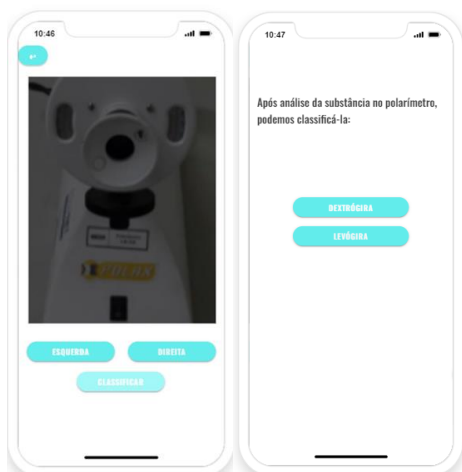 10:46
ESQUERDA
DIREITA
CLASSIFICAR
10:47
Após análise da substância no polarímetro,
podemos classificá-la:
DEXTRÓGIRA
LEVÓGIRA